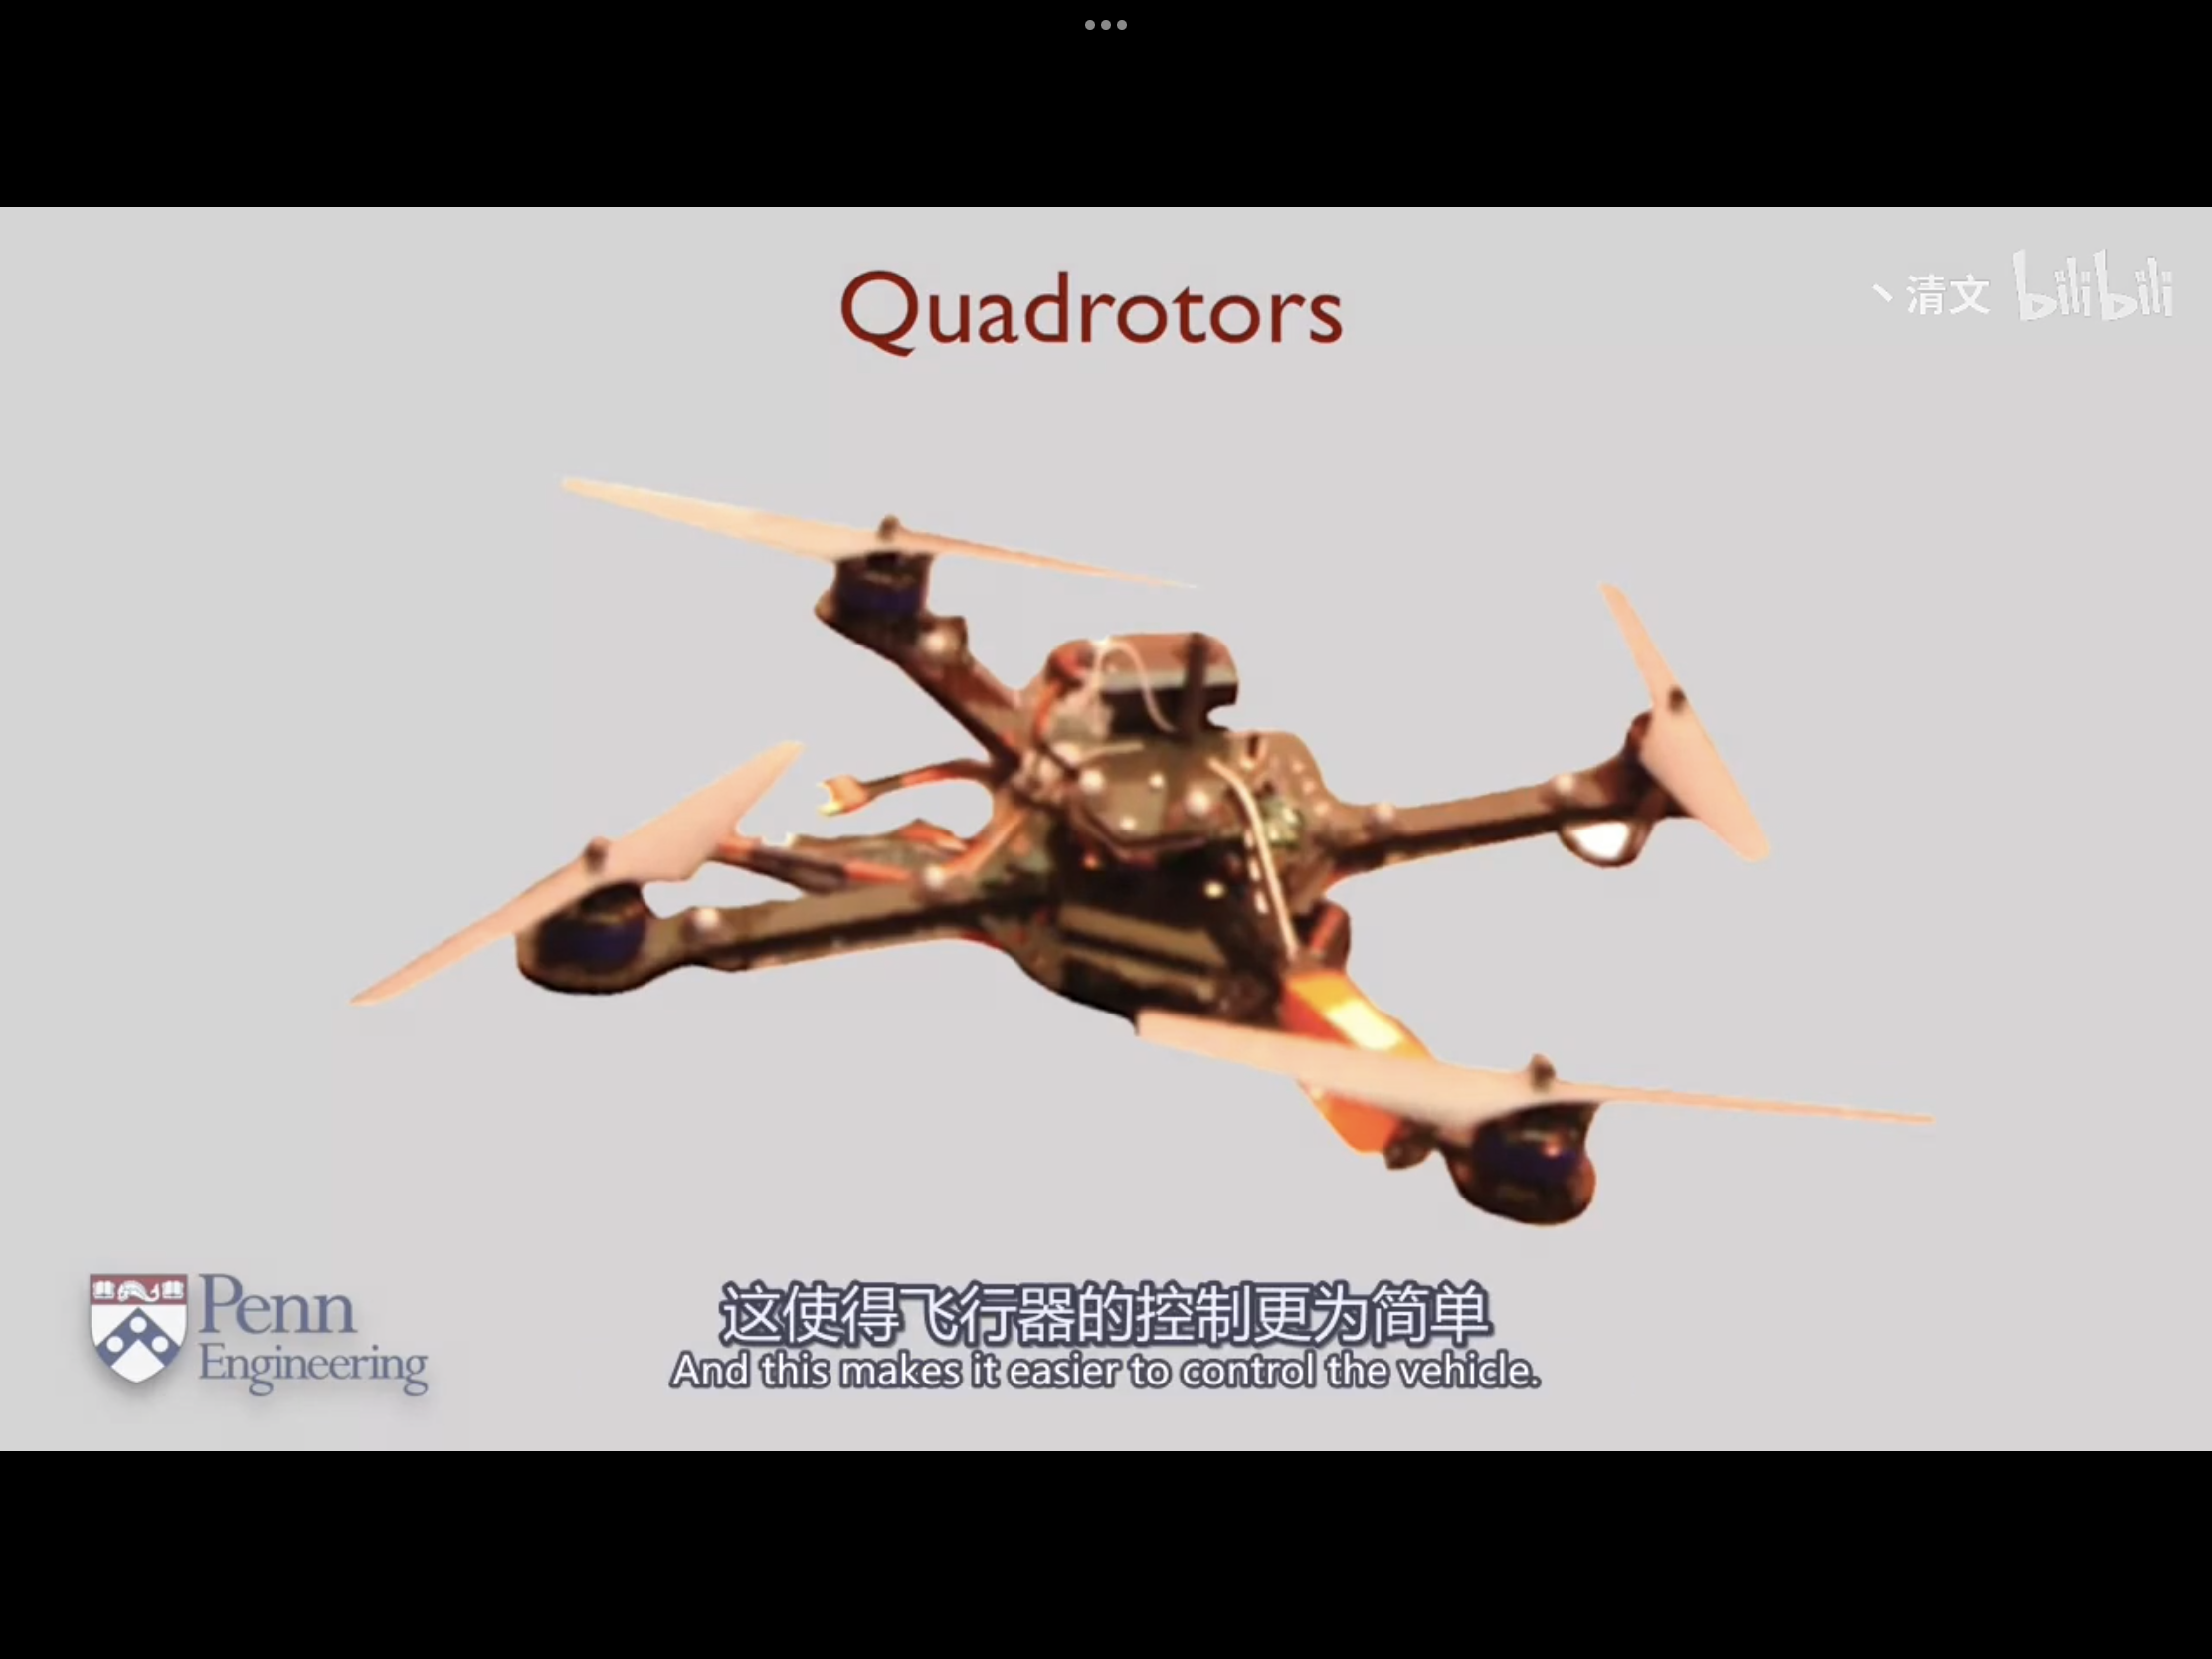 Quadrotors
丶清文 bilibili
Penn
Engineering
这使得飞行器的控制更为简单
And this makes it easier to control the vehicle.